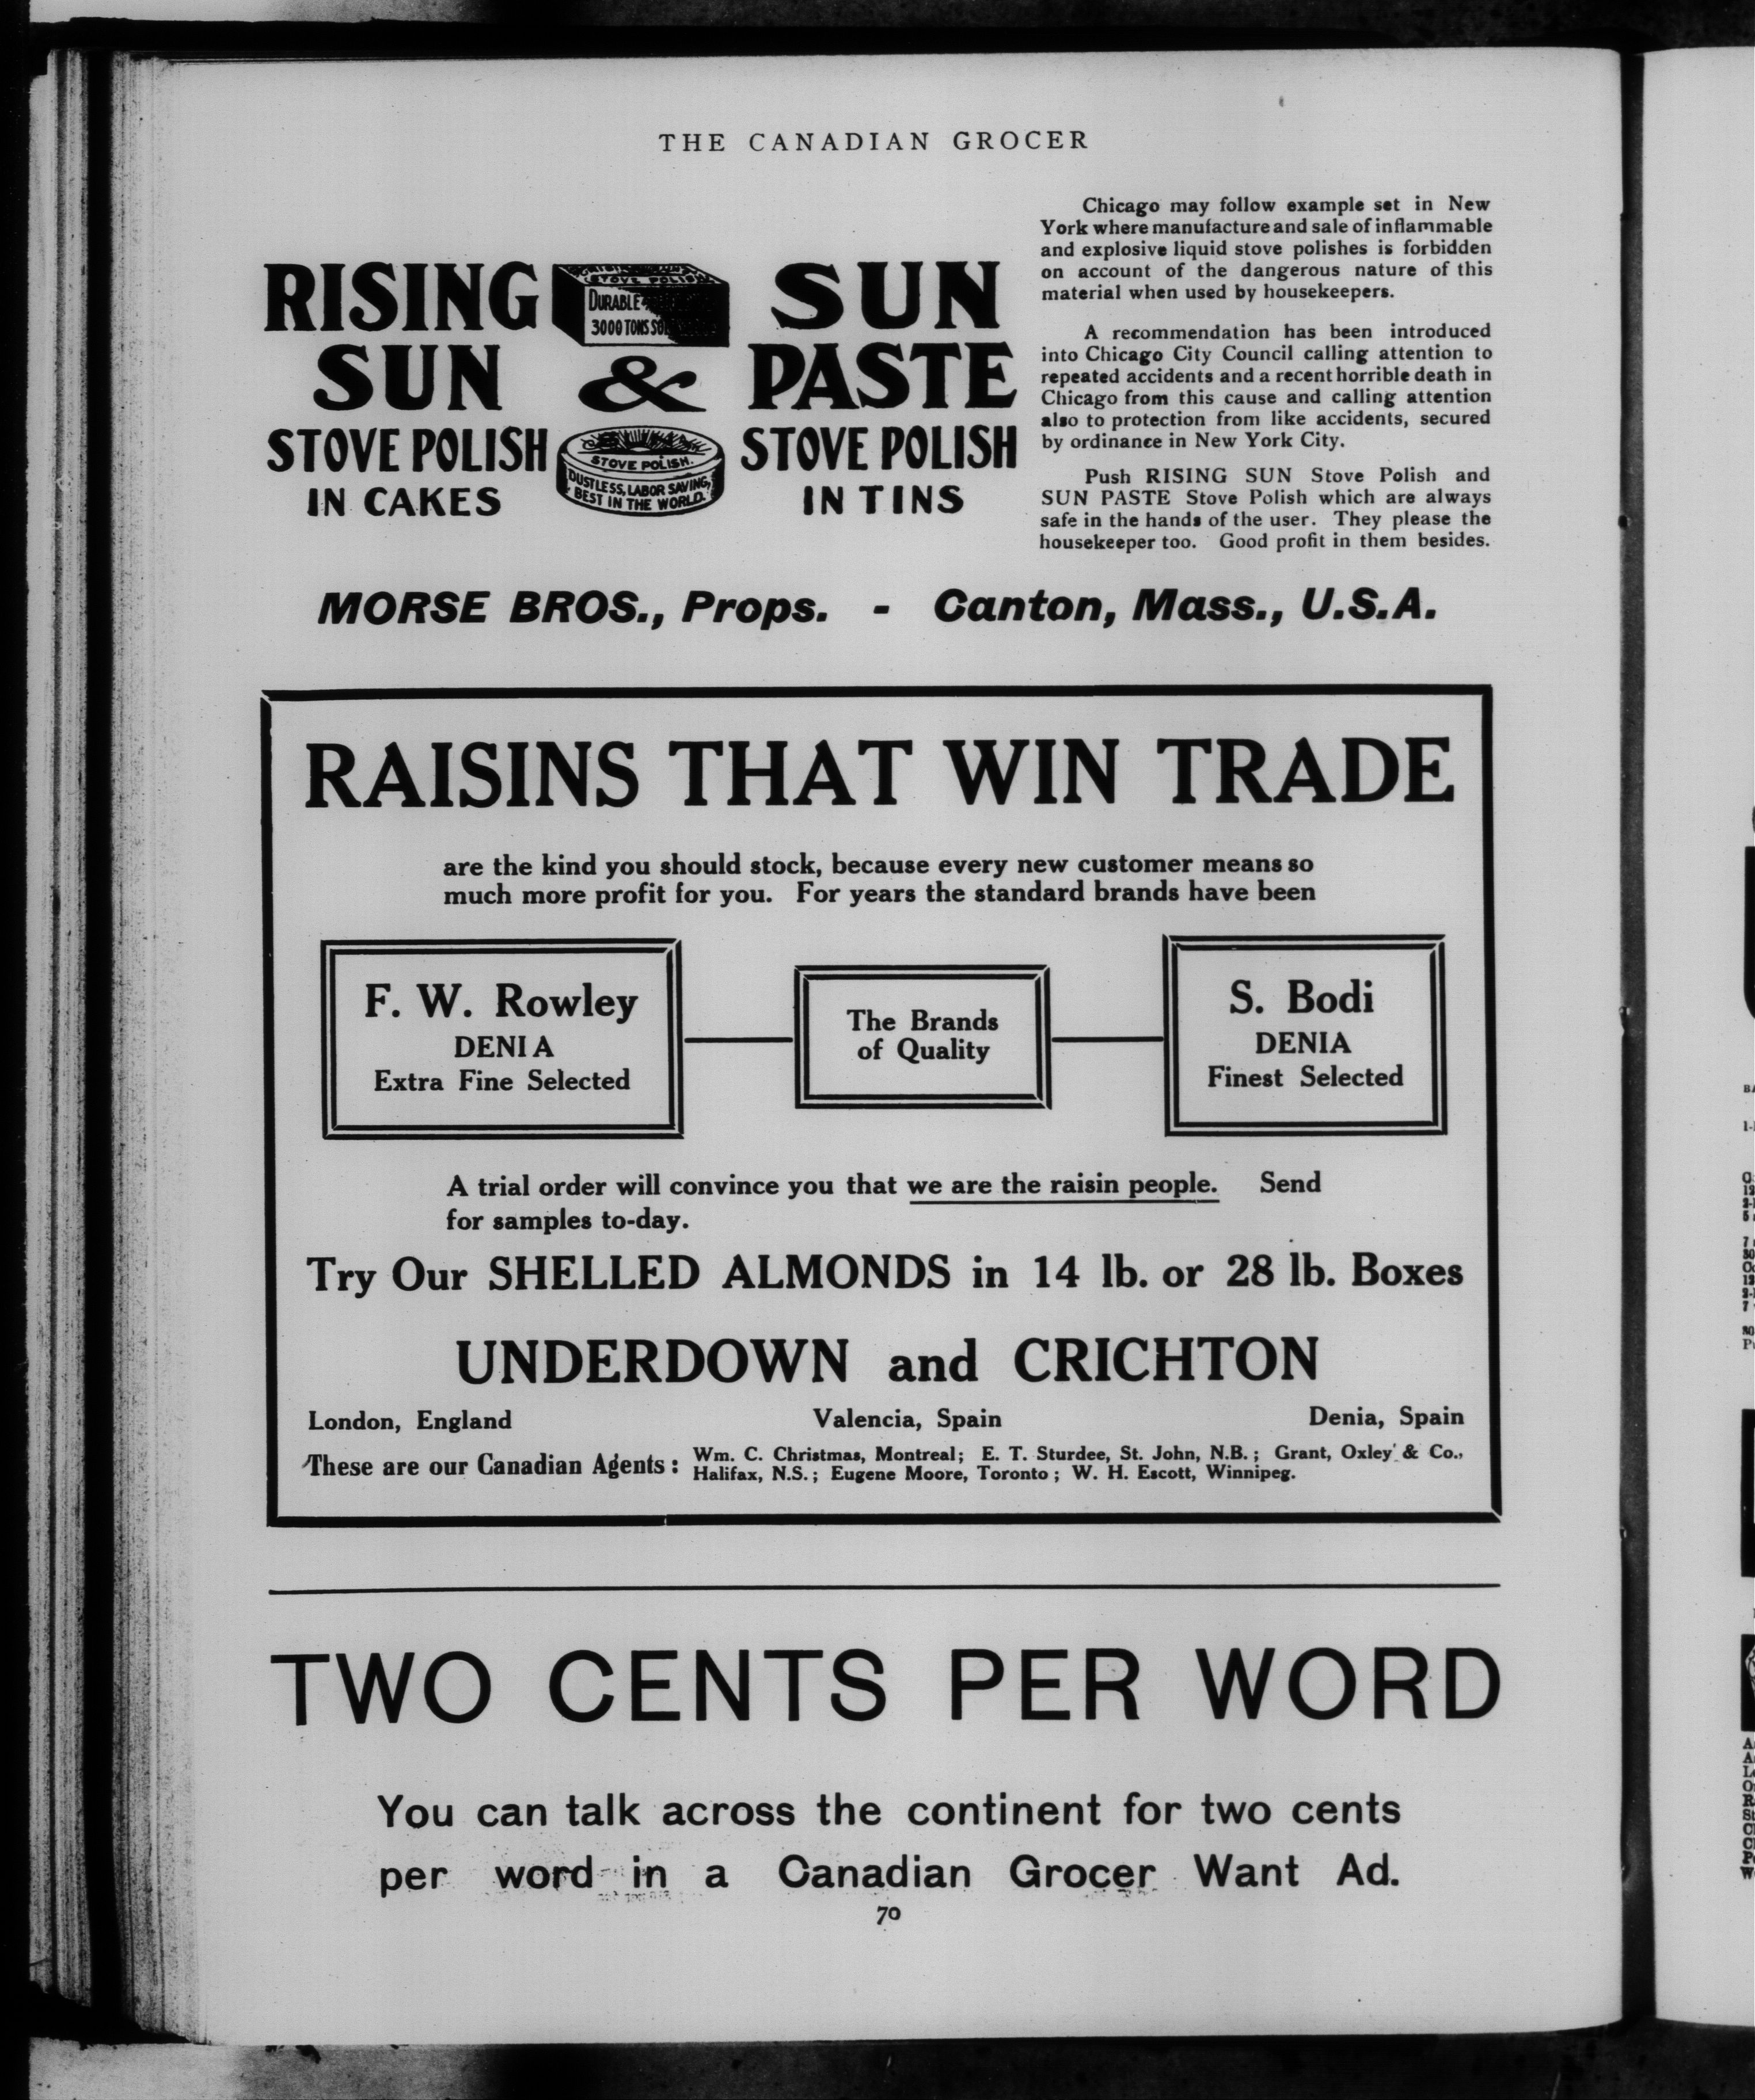 THE CANADIAN GROCER
RISING
SUN
STOVE POLISH
IN CAKES
STOVE POLISH
DURABLE
3000 TONS
&
STOVE POLISH.
DUSTLESS, LABOR SAVING,
BEST IN THE WORLD.
SUN
PASTE
STOVE POLISH
IN TINS
Chicago may follow example set in New
York where manufacture and sale of inflammable
and explosive liquid stove polishes is forbidden
on account of the dangerous nature of this
material when used by housekeepers.
A recommendation has been introduced
into Chicago City Council calling attention to
repeated accidents and a recent horrible death in
Chicago from this cause and calling attention
also to protection from like accidents, secured
by ordinance in New York City.
Push RISING SUN Stove Polish and
SUN PASTE Stove Polish which are always
safe in the hands of the user. They please the
housekeeper too. Good profit in them besides.
MORSE BROS., Props. - Canton, Mass., U.S.A.
RAISINS THAT WIN TRADE
are the kind you should stock, because every new customer means so
much more profit for you. For years the standard brands have been
F. W. Rowley
DENIA
Extra Fine Selected
The Brands
of Quality
S. Bodi
DENIA
Finest Selected
A trial order will convince you that we are the raisin people. Send
for samples to-day.
Try Our SHELLED ALMONDS in 14 lb. or 28 lb. Boxes
UNDERDOWN and CRICHTON
London, England Valencia, Spain Denia, Spain
These are our Canadian Agents: Wm. C. Christmas, Montreal; E. T. Sturdee, St. John, N.B.; Grant, Oxley & Co.,
Halifax, N.S.; Eugene Moore, Toronto; W. H. Escott, Winnipeg.
TWO CENTS PER WORD
You can talk across the continent for two cents
per word in a Canadian Grocer Want Ad.
70